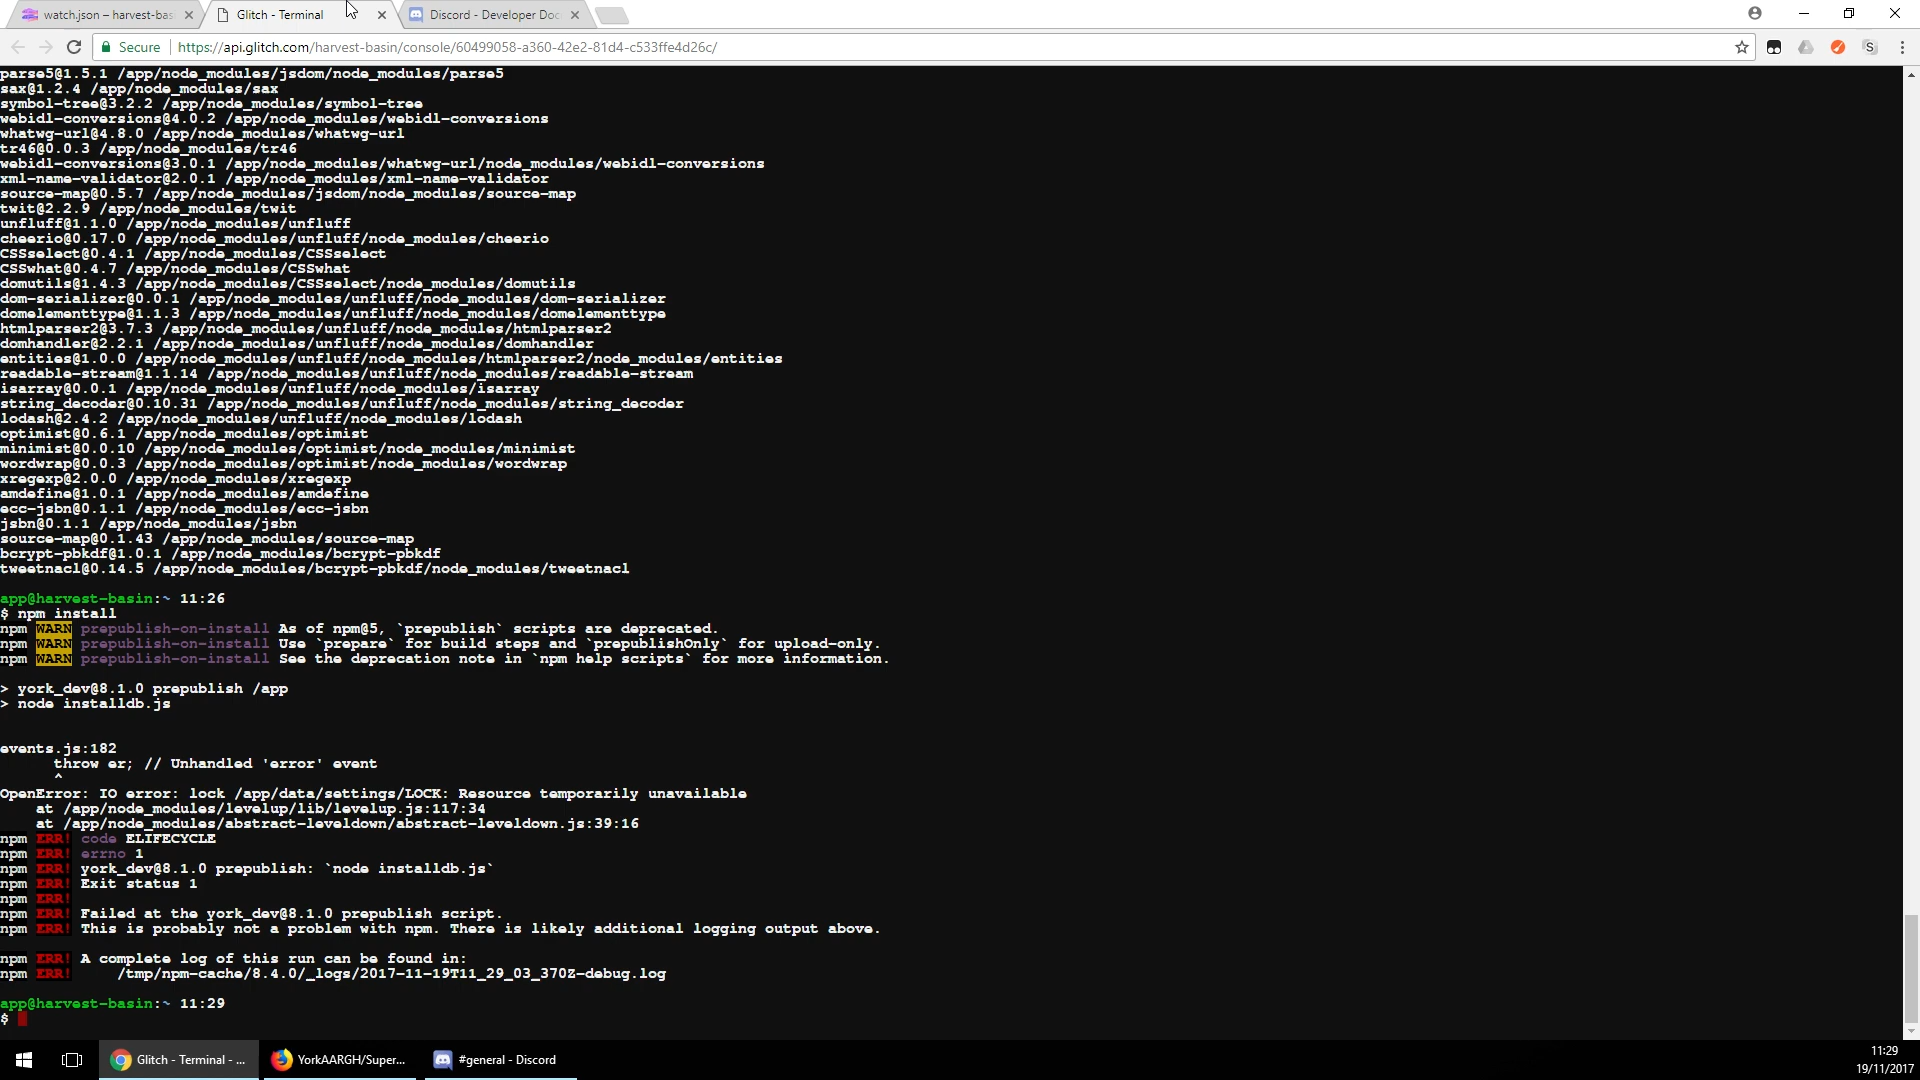 watch.json – harvest-bas
Glitch - Terminal
Discord - Developer Doc
Secure
https://api.glitch.com/harvest-basin/console/60499058-a360-42e2-81d4-c533ffe4d26c/
parse5@1.5.1 /app/node_modules/jsdom/node_modules/parse5
sax@1.2.4 /app/node_modules/sax
symbol-tree@3.2.2 /app/node_modules/symbol-tree
webidl-conversions@4.0.2 /app/node_modules/webidl-conversions
whatwg-url@4.8.0 /app/node_modules/whatwg-url
tr46@0.0.3 /app/node_modules/tr46
webidl-conversions@3.0.1 /app/node_modules/whatwg-url/node_modules/webidl-conversions
xml-name-validator@2.0.1 /app/node_modules/xml-name-validator
source-map@0.5.7 /app/node_modules/jsdom/node_modules/source-map
twit@2.2.9 /app/node_modules/twit
unfluff@1.1.0 /app/node_modules/unfluff
cheerio@0.17.0 /app/node_modules/unfluff/node_modules/cheerio
CSSselect@0.4.1 /app/node_modules/CSSselect
CSSwhat@0.4.7 /app/node_modules/CSSwhat
domutils@1.4.3 /app/node_modules/CSSselect/node_modules/domutils
dom-serializer@0.0.1 /app/node_modules/unfluff/node_modules/dom-serializer
domelementtype@1.1.3 /app/node_modules/unfluff/node_modules/domelementtype
htmlparser2@3.7.3 /app/node_modules/unfluff/node_modules/htmlparser2
domhandler@2.2.1 /app/node_modules/unfluff/node_modules/domhandler
entities@1.0.0 /app/node_modules/unfluff/node_modules/htmlparser2/node_modules/entities
readable-stream@1.1.14 /app/node_modules/unfluff/node_modules/readable-stream
isarray@0.0.1 /app/node_modules/unfluff/node_modules/isarray
string_decoder@0.10.31 /app/node_modules/unfluff/node_modules/string_decoder
lodash@2.4.2 /app/node_modules/unfluff/node_modules/lodash
optimist@0.6.1 /app/node_modules/optimist
minimist@0.0.10 /app/node_modules/optimist/node_modules/minimist
wordwrap@0.0.3 /app/node_modules/optimist/node_modules/wordwrap
xregexp@2.0.0 /app/node_modules/xregexp
amdefine@1.0.1 /app/node_modules/amdefine
ecc-jsbn@0.1.1 /app/node_modules/ecc-jsbn
jsbn@0.1.1 /app/node_modules/jsbn
source-map@0.1.43 /app/node_modules/source-map
bcrypt-pbkdf@1.0.1 /app/node_modules/bcrypt-pbkdf
tweetnacl@0.14.5 /app/node_modules/bcrypt-pbkdf/node_modules/tweetnacl
app@harvest-basin:~ 11:26
$ npm install
npm WARN prepublish-on-install As of npm@5, `prepublish` scripts are deprecated.
npm WARN prepublish-on-install Use `prepare` for build steps and `prepublishOnly` for upload-only.
npm WARN prepublish-on-install See the deprecation note in `npm help scripts` for more information.
> york_dev@8.1.0 prepublish /app
> node installdb.js
events.js:182
throw er; // Unhandled 'error' event
^
OpenError: IO error: lock /app/data/settings/LOCK: Resource temporarily unavailable
at /app/node_modules/levelup/lib/levelup.js:117:34
at /app/node_modules/abstract-leveldown/abstract-leveldown.js:39:16
npm ERR! code ELIFECYCLE
npm ERR! errno 1
npm ERR! york_dev@8.1.0 prepublish: `node installdb.js`
npm ERR! Exit status 1
npm ERR!
npm ERR! Failed at the york_dev@8.1.0 prepublish script.
npm ERR! This is probably not a problem with npm. There is likely additional logging output above.
npm ERR! A complete log of this run can be found in:
npm ERR! /tmp/npm-cache/8.4.0/_logs/2017-11-19T11_29_03_370Z-debug.log
app@harvest-basin:~ 11:29
$
Glitch - Terminal - ...
YorkAARGH/Super...
#general - Discord
11:29
19/11/2017